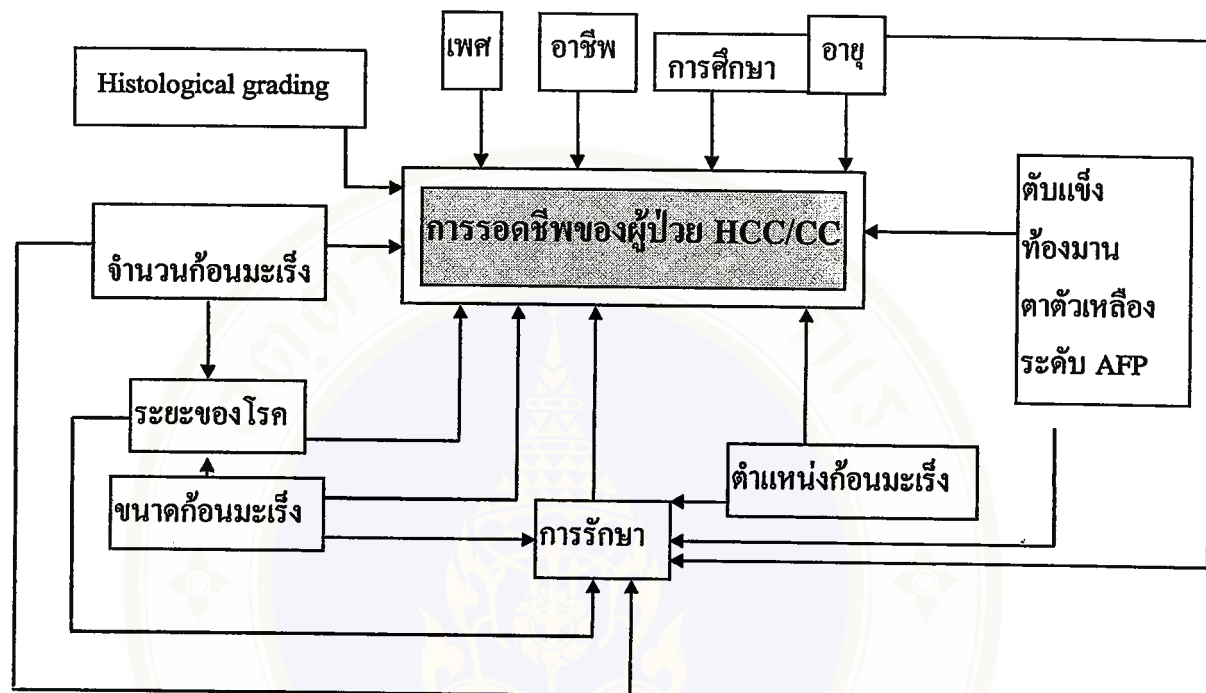 เพศ
อาชีพ
การศึกษา
อายุ
Histological grading
การรอดชีพของผู้ป่วย HCC/CC
จำนวนก้อนมะเร็ง
ตับแข็ง
ท้องมาน
ตาตัวเหลือง
ระดับ AFP
ระยะของโรค
ขนาดก้อนมะเร็ง
ตำแหน่งก้อนมะเร็ง
การรักษา